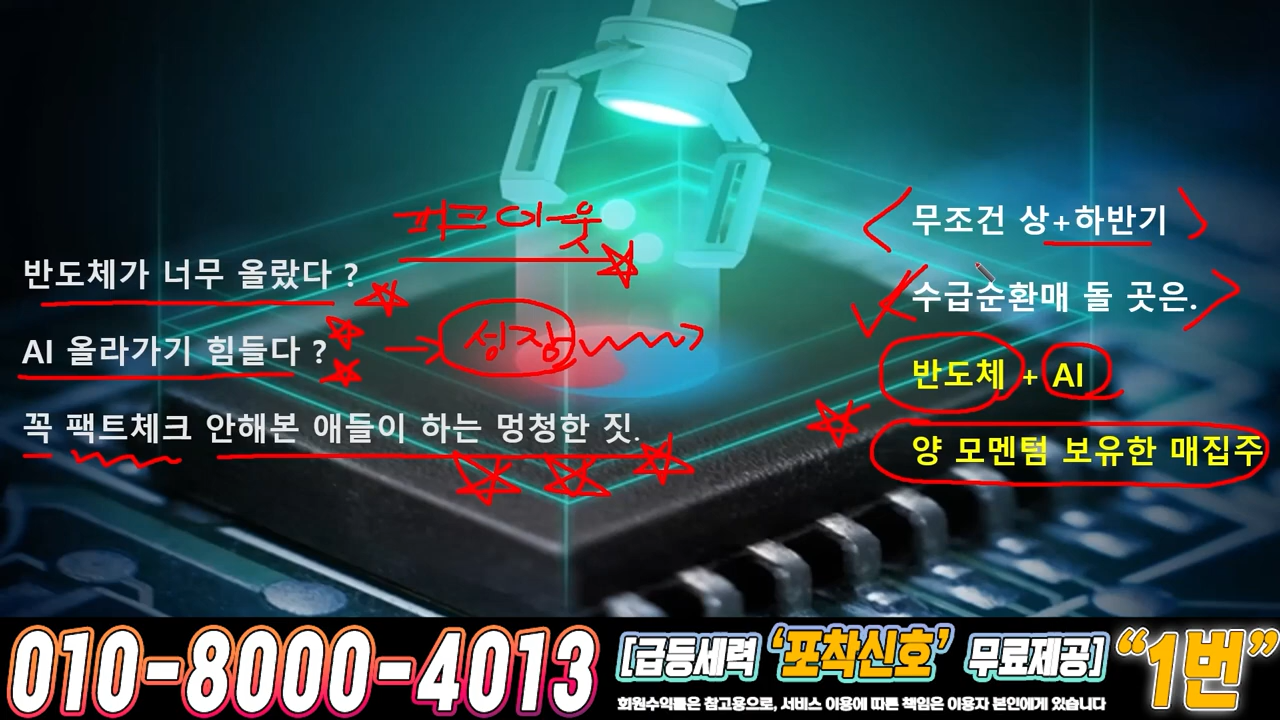 피크아웃
반도체가 너무 올랐다 ?
AI 올라가기 힘들다 ?
성장
꼭 팩트체크 안해본 애들이 하는 멍청한 짓.
무조건 상+하반기
수급순환매 돌 곳은.
반도체 + AI
양 모멘텀 보유한 매집주
010-8000-4013
[급등세력 '포착신호' 무료제공] "1번"
회원수익률은 참고용으로, 서비스 이용에 따른 책임은 이용자 본인에게 있습니다